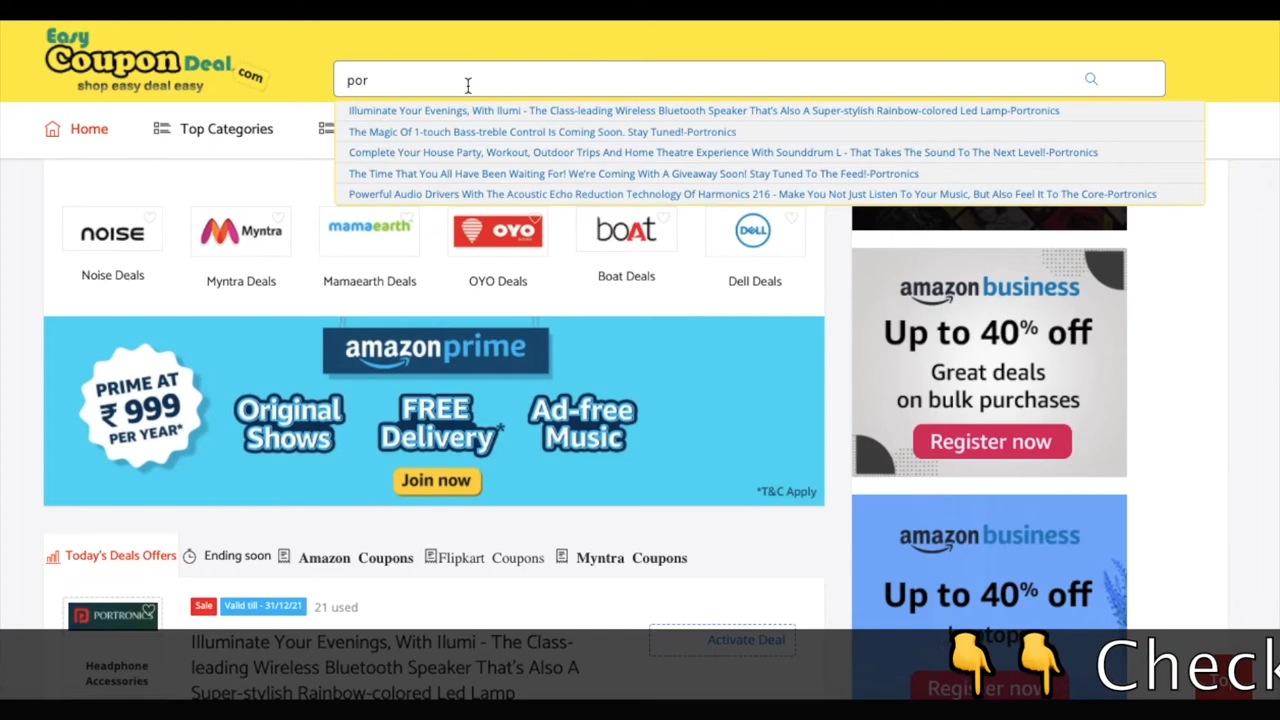 Easy
Coupon Deal.com
shop easy deal easy
por
Illuminate Your Evenings, With Ilumi - The Class-leading Wireless Bluetooth Speaker That's Also A Super-stylish Rainbow-colored Led Lamp-Portronics
The Magic Of 1-touch Bass-treble Control Is Coming Soon. Stay Tuned!-Portronics
Complete Your House Party, Workout, Outdoor Trips And Home Theatre Experience With Sounddrum L - That Takes The Sound To The Next Level!-Portronics
The Time That You All Have Been Waiting For! We're Coming With A Giveaway Soon! Stay Tuned To The Feed!-Portronics
Powerful Audio Drivers With The Acoustic Echo Reduction Technology Of Harmonics 216 - Make You Not Just Listen To Your Music, But Also Feel It To The Core-Portronics
Home
Top Categories
noise
Myntra
mamaearth
OYO
boAt
DELL
Noise Deals
Myntra Deals
Mamaearth Deals
OYO Deals
Boat Deals
Dell Deals
amazonprime
PRIME AT
₹ 999
PER YEAR*
Original
Shows
FREE
Delivery*
Ad-free
Music
Join now
*T&C Apply
amazon business
Up to 40% off
Great deals
on bulk purchases
Register now
Today's Deals Offers
Ending soon
Amazon Coupons
Flipkart Coupons
Myntra Coupons
PORTRONICS
Headphone
Accessories
Sale
Valid till - 31/12/21
21 used
Illuminate Your Evenings, With Ilumi - The Class-
leading Wireless Bluetooth Speaker That's Also A
Super-stylish Rainbow-colored Led Lamp
Activate Deal
amazon business
Up to 40% off
Register now
👇👇 Check